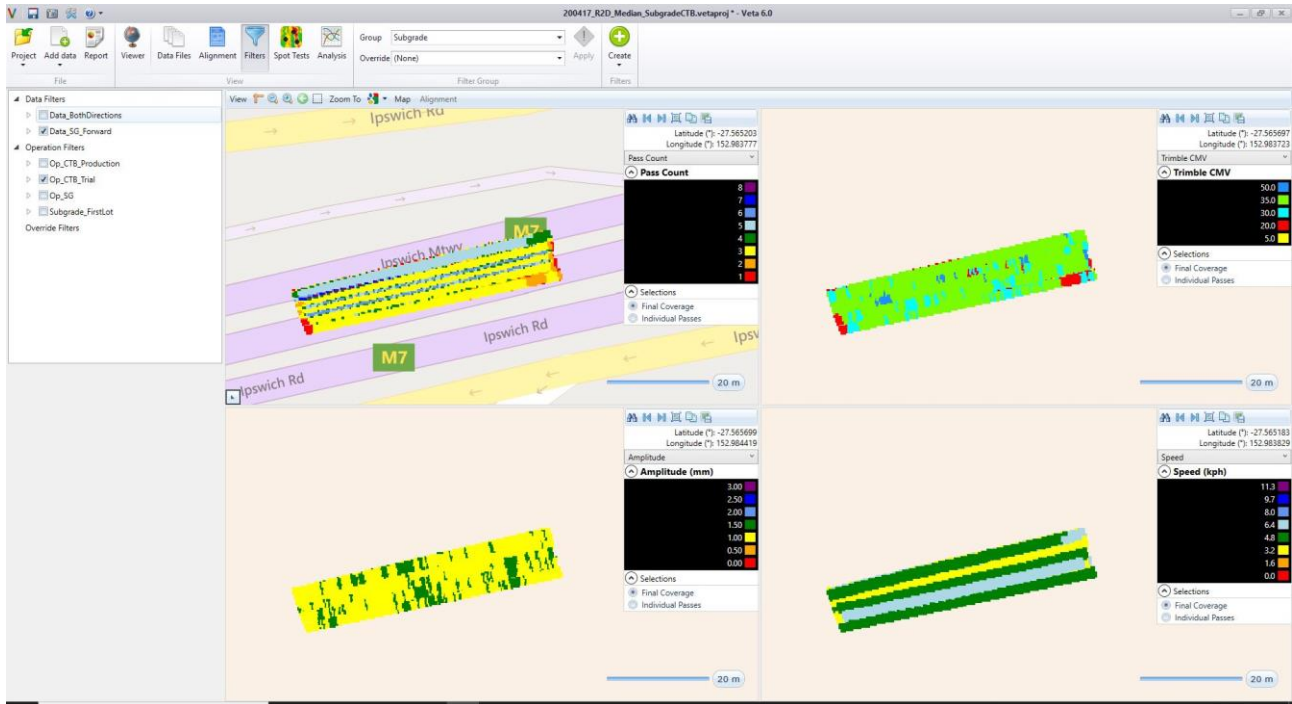 200417_R2D_Median_SubgradeCTB.vetaproj * - Veta 6.0
Project Add data Report Viewer Data Files Alignment Filters Spot Tests Analysis
Group Subgrade
Override (None)
Apply Create
File View Filter Group Filters
Data Filters
Data_BothDirections
Data_SG_Forward
Operation Filters
Op_CTB_Production
Op_CTB_Trial
Op_SG
Subgrade_FirstLot
Override Filters
View Zoom To Map Alignment
Ipswich Rd
Ipswich Mtwy
M7
Ipswich Rd
M7
Ipswich Rd
Ipsw
Latitude (°): -27.565203
Longitude (°): 152.983777
Pass Count
Pass Count
8
7
6
5
4
3
2
1
Selections
Final Coverage
Individual Passes
20 m
Latitude (°): -27.565697
Longitude (°): 152.983723
Trimble CMV
Trimble CMV
50.0
35.0
30.0
20.0
5.0
Selections
Final Coverage
Individual Passes
20 m
Latitude (°): -27.565699
Longitude (°): 152.984419
Amplitude
Amplitude (mm)
3.00
2.50
2.00
1.50
1.00
0.50
0.00
Selections
Final Coverage
Individual Passes
20 m
Latitude (°): -27.565183
Longitude (°): 152.983829
Speed
Speed (kph)
11.3
9.7
8.0
6.4
4.8
3.2
1.6
0.0
Selections
Final Coverage
Individual Passes
20 m